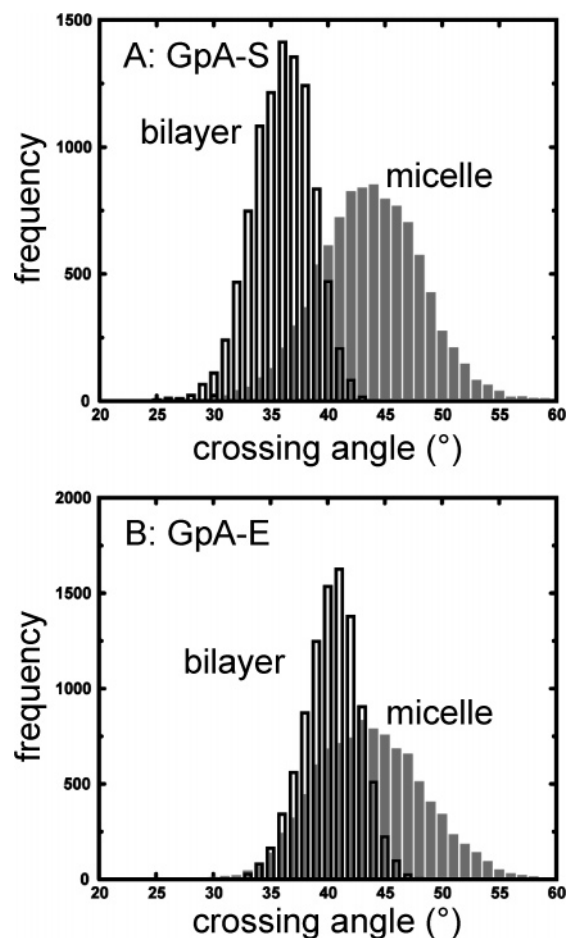 1500
A: GpA-S
bilayer
micelle
1000
frequency
500
0
20 25 30 35 40 45 50 55 60
crossing angle (°)
2000
B: GpA-E
1500
bilayer
micelle
1000
frequency
500
0
20 25 30 35 40 45 50 55 60
crossing angle (°)